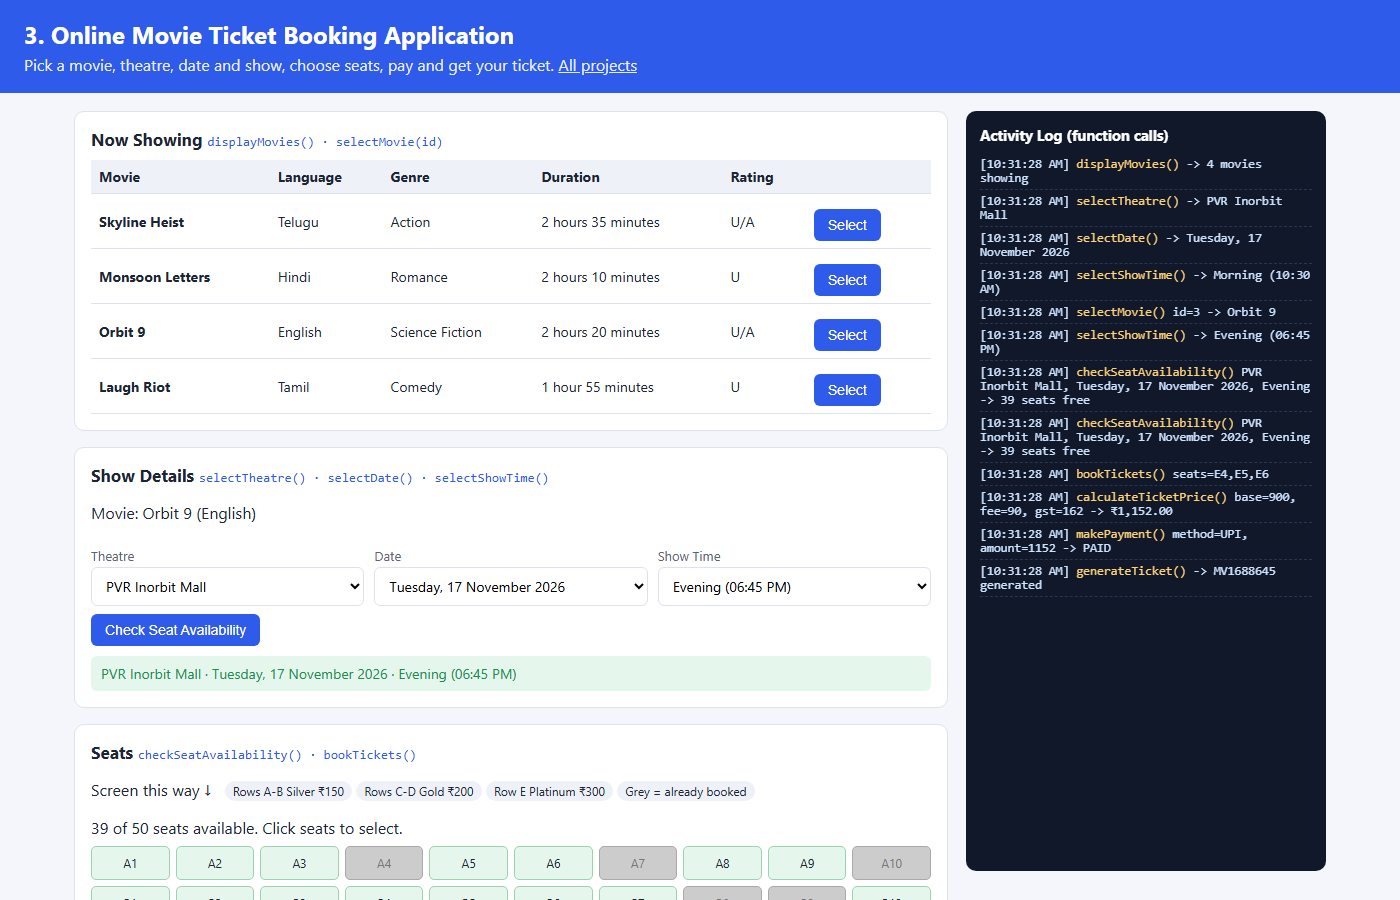 3. Online Movie Ticket Booking Application
Pick a movie, theatre, date and show, choose seats, pay and get your ticket. All projects
Now Showing displayMovies() · selectMovie(id)
Movie Language Genre Duration Rating
Skyline Heist Telugu Action 2 hours 35 minutes U/A Select
Monsoon Letters Hindi Romance 2 hours 10 minutes U Select
Orbit 9 English Science Fiction 2 hours 20 minutes U/A Select
Laugh Riot Tamil Comedy 1 hour 55 minutes U Select
Show Details selectTheatre() · selectDate() · selectShowTime()
Movie: Orbit 9 (English)
Theatre Date Show Time
PVR Inorbit Mall Tuesday, 17 November 2026 Evening (06:45 PM)
Check Seat Availability
PVR Inorbit Mall · Tuesday, 17 November 2026 · Evening (06:45 PM)
Seats checkSeatAvailability() · bookTickets()
Screen this way ↓ Rows A-B Silver ₹150 Rows C-D Gold ₹200 Row E Platinum ₹300 Grey = already booked
39 of 50 seats available. Click seats to select.
A1 A2 A3 A4 A5 A6 A7 A8 A9 A10
Activity Log (function calls)
[10:31:28 AM] displayMovies() -> 4 movies
showing
[10:31:28 AM] selectTheatre() -> PVR Inorbit
Mall
[10:31:28 AM] selectDate() -> Tuesday, 17
November 2026
[10:31:28 AM] selectShowTime() -> Morning (10:30
AM)
[10:31:28 AM] selectMovie() id=3 -> Orbit 9
[10:31:28 AM] selectShowTime() -> Evening (06:45
PM)
[10:31:28 AM] checkSeatAvailability() PVR
Inorbit Mall, Tuesday, 17 November 2026, Evening
-> 39 seats free
[10:31:28 AM] checkSeatAvailability() PVR
Inorbit Mall, Tuesday, 17 November 2026, Evening
-> 39 seats free
[10:31:28 AM] bookTickets() seats=E4,E5,E6
[10:31:28 AM] calculateTicketPrice() base=900,
fee=90, gst=162 -> ₹1,152.00
[10:31:28 AM] makePayment() method=UPI,
amount=1152 -> PAID
[10:31:28 AM] generateTicket() -> MV1688645
generated